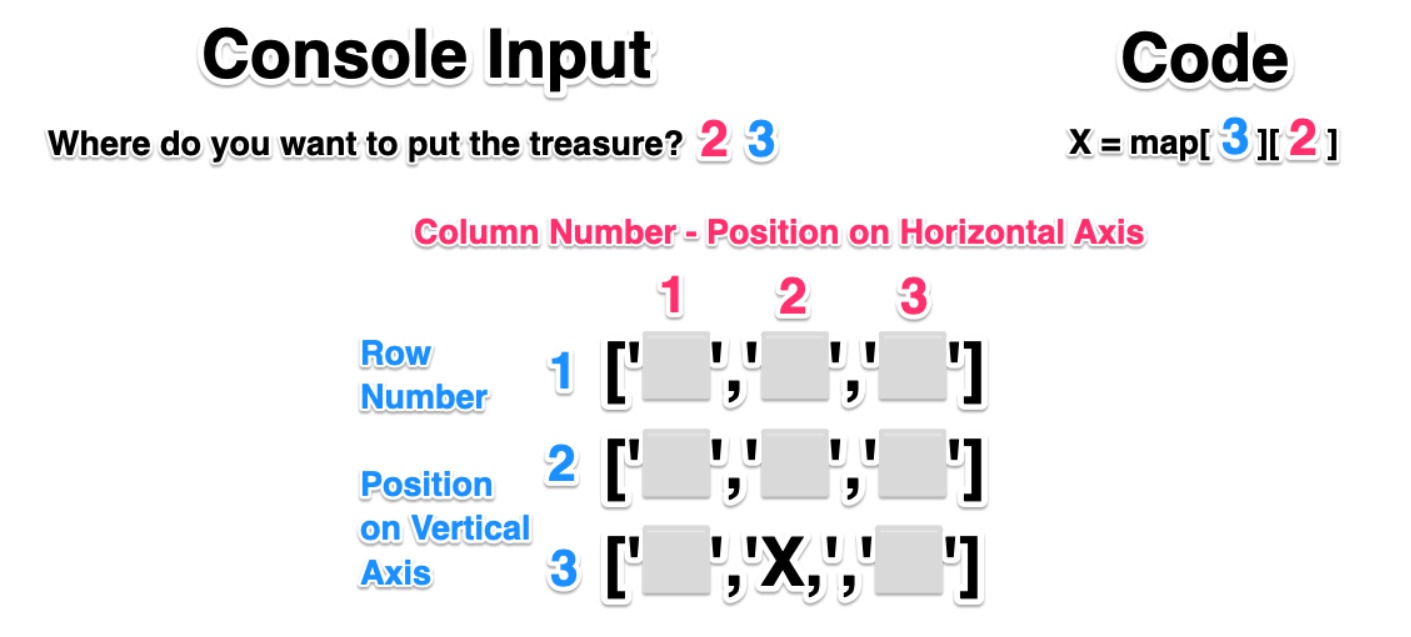 Console Input
Code
Where do you want to put the treasure? 2 3
X = map[ 3 ][ 2 ]
Column Number - Position on Horizontal Axis
1 2 3
Row
Number
1 [' ',' ',' ']
2 [' ',' ',' ']
Position
on Vertical
Axis
3 [' ','X,' ,' ']